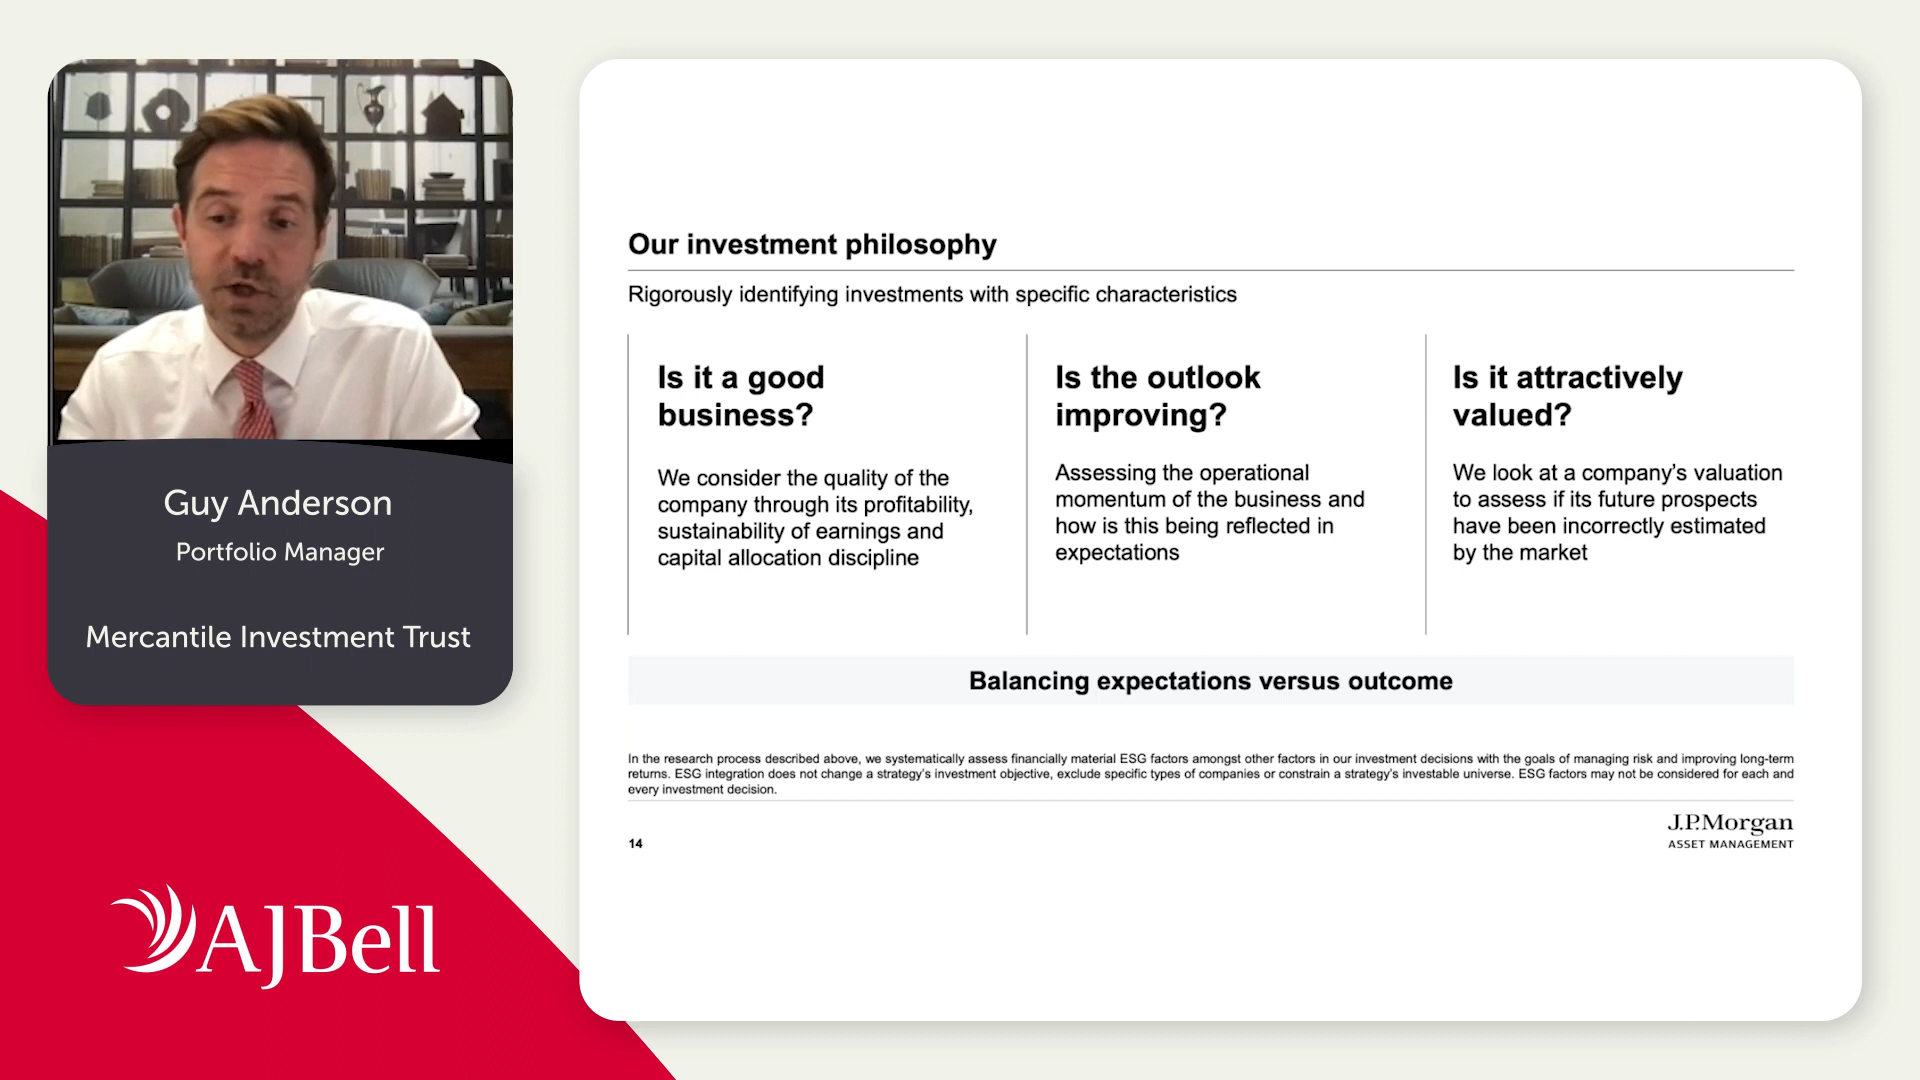 Guy Anderson
Portfolio Manager
Mercantile Investment Trust
AJBell
Our investment philosophy
Rigorously identifying investments with specific characteristics
Is it a good
business?
We consider the quality of the
company through its profitability,
sustainability of earnings and
capital allocation discipline
Is the outlook
improving?
Assessing the operational
momentum of the business and
how is this being reflected in
expectations
Is it attractively
valued?
We look at a company's valuation
to assess if its future prospects
have been incorrectly estimated
by the market
Balancing expectations versus outcome
In the research process described above, we systematically assess financially material ESG factors amongst other factors in our investment decisions with the goals of managing risk and improving long-term
returns. ESG integration does not change a strategy's investment objective, exclude specific types of companies or constrain a strategy's investable universe. ESG factors may not be considered for each and
every investment decision.
14
J.P.Morgan
ASSET MANAGEMENT